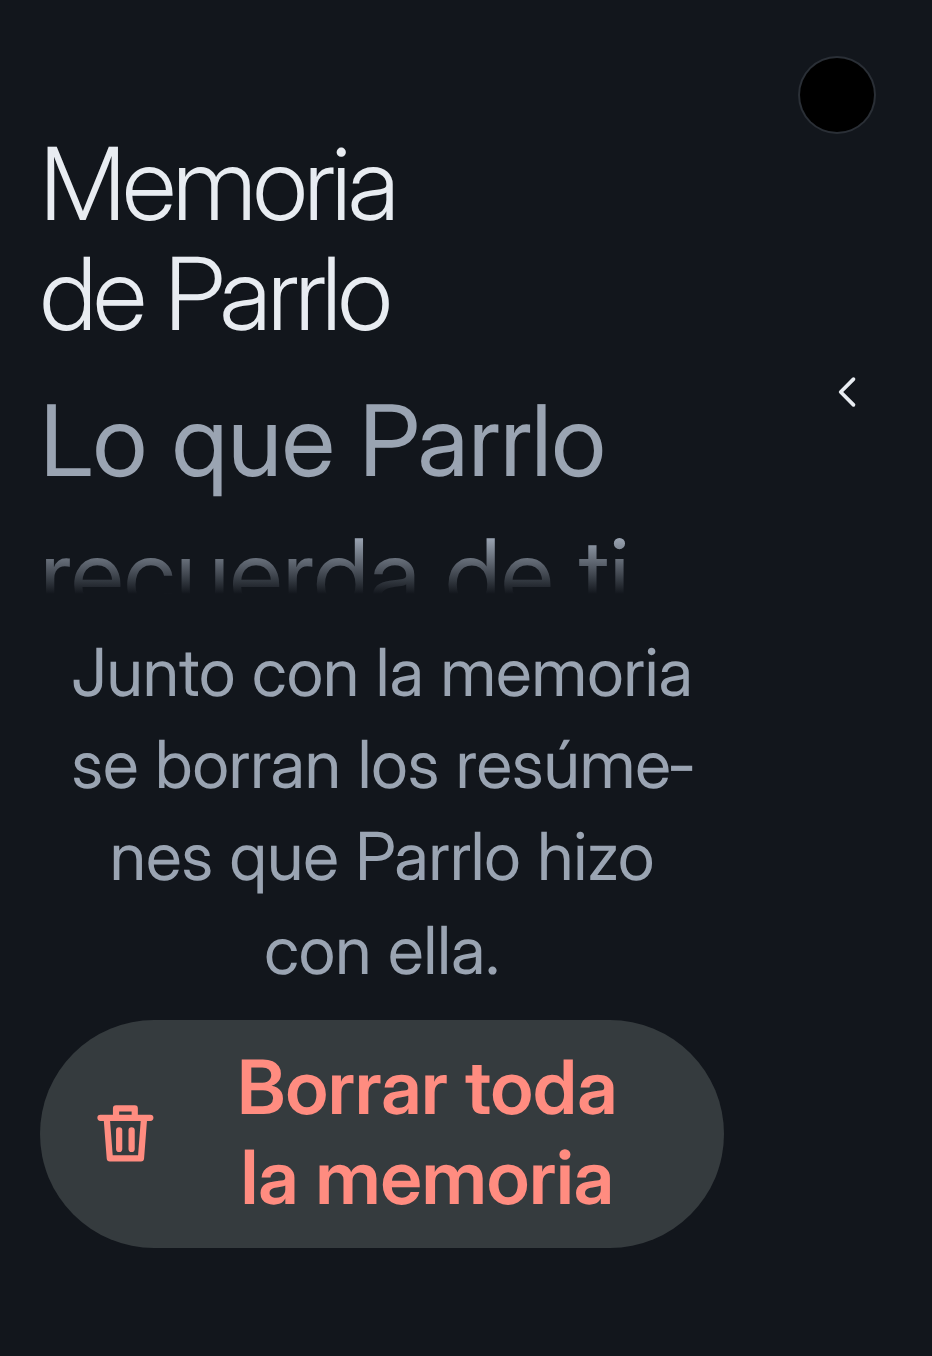 Memoria
de Parrlo
Lo que Parrlo
recuerda de ti
Junto con la memoria
se borran los resúme-
nes que Parrlo hizo
con ella.
Borrar toda
la memoria